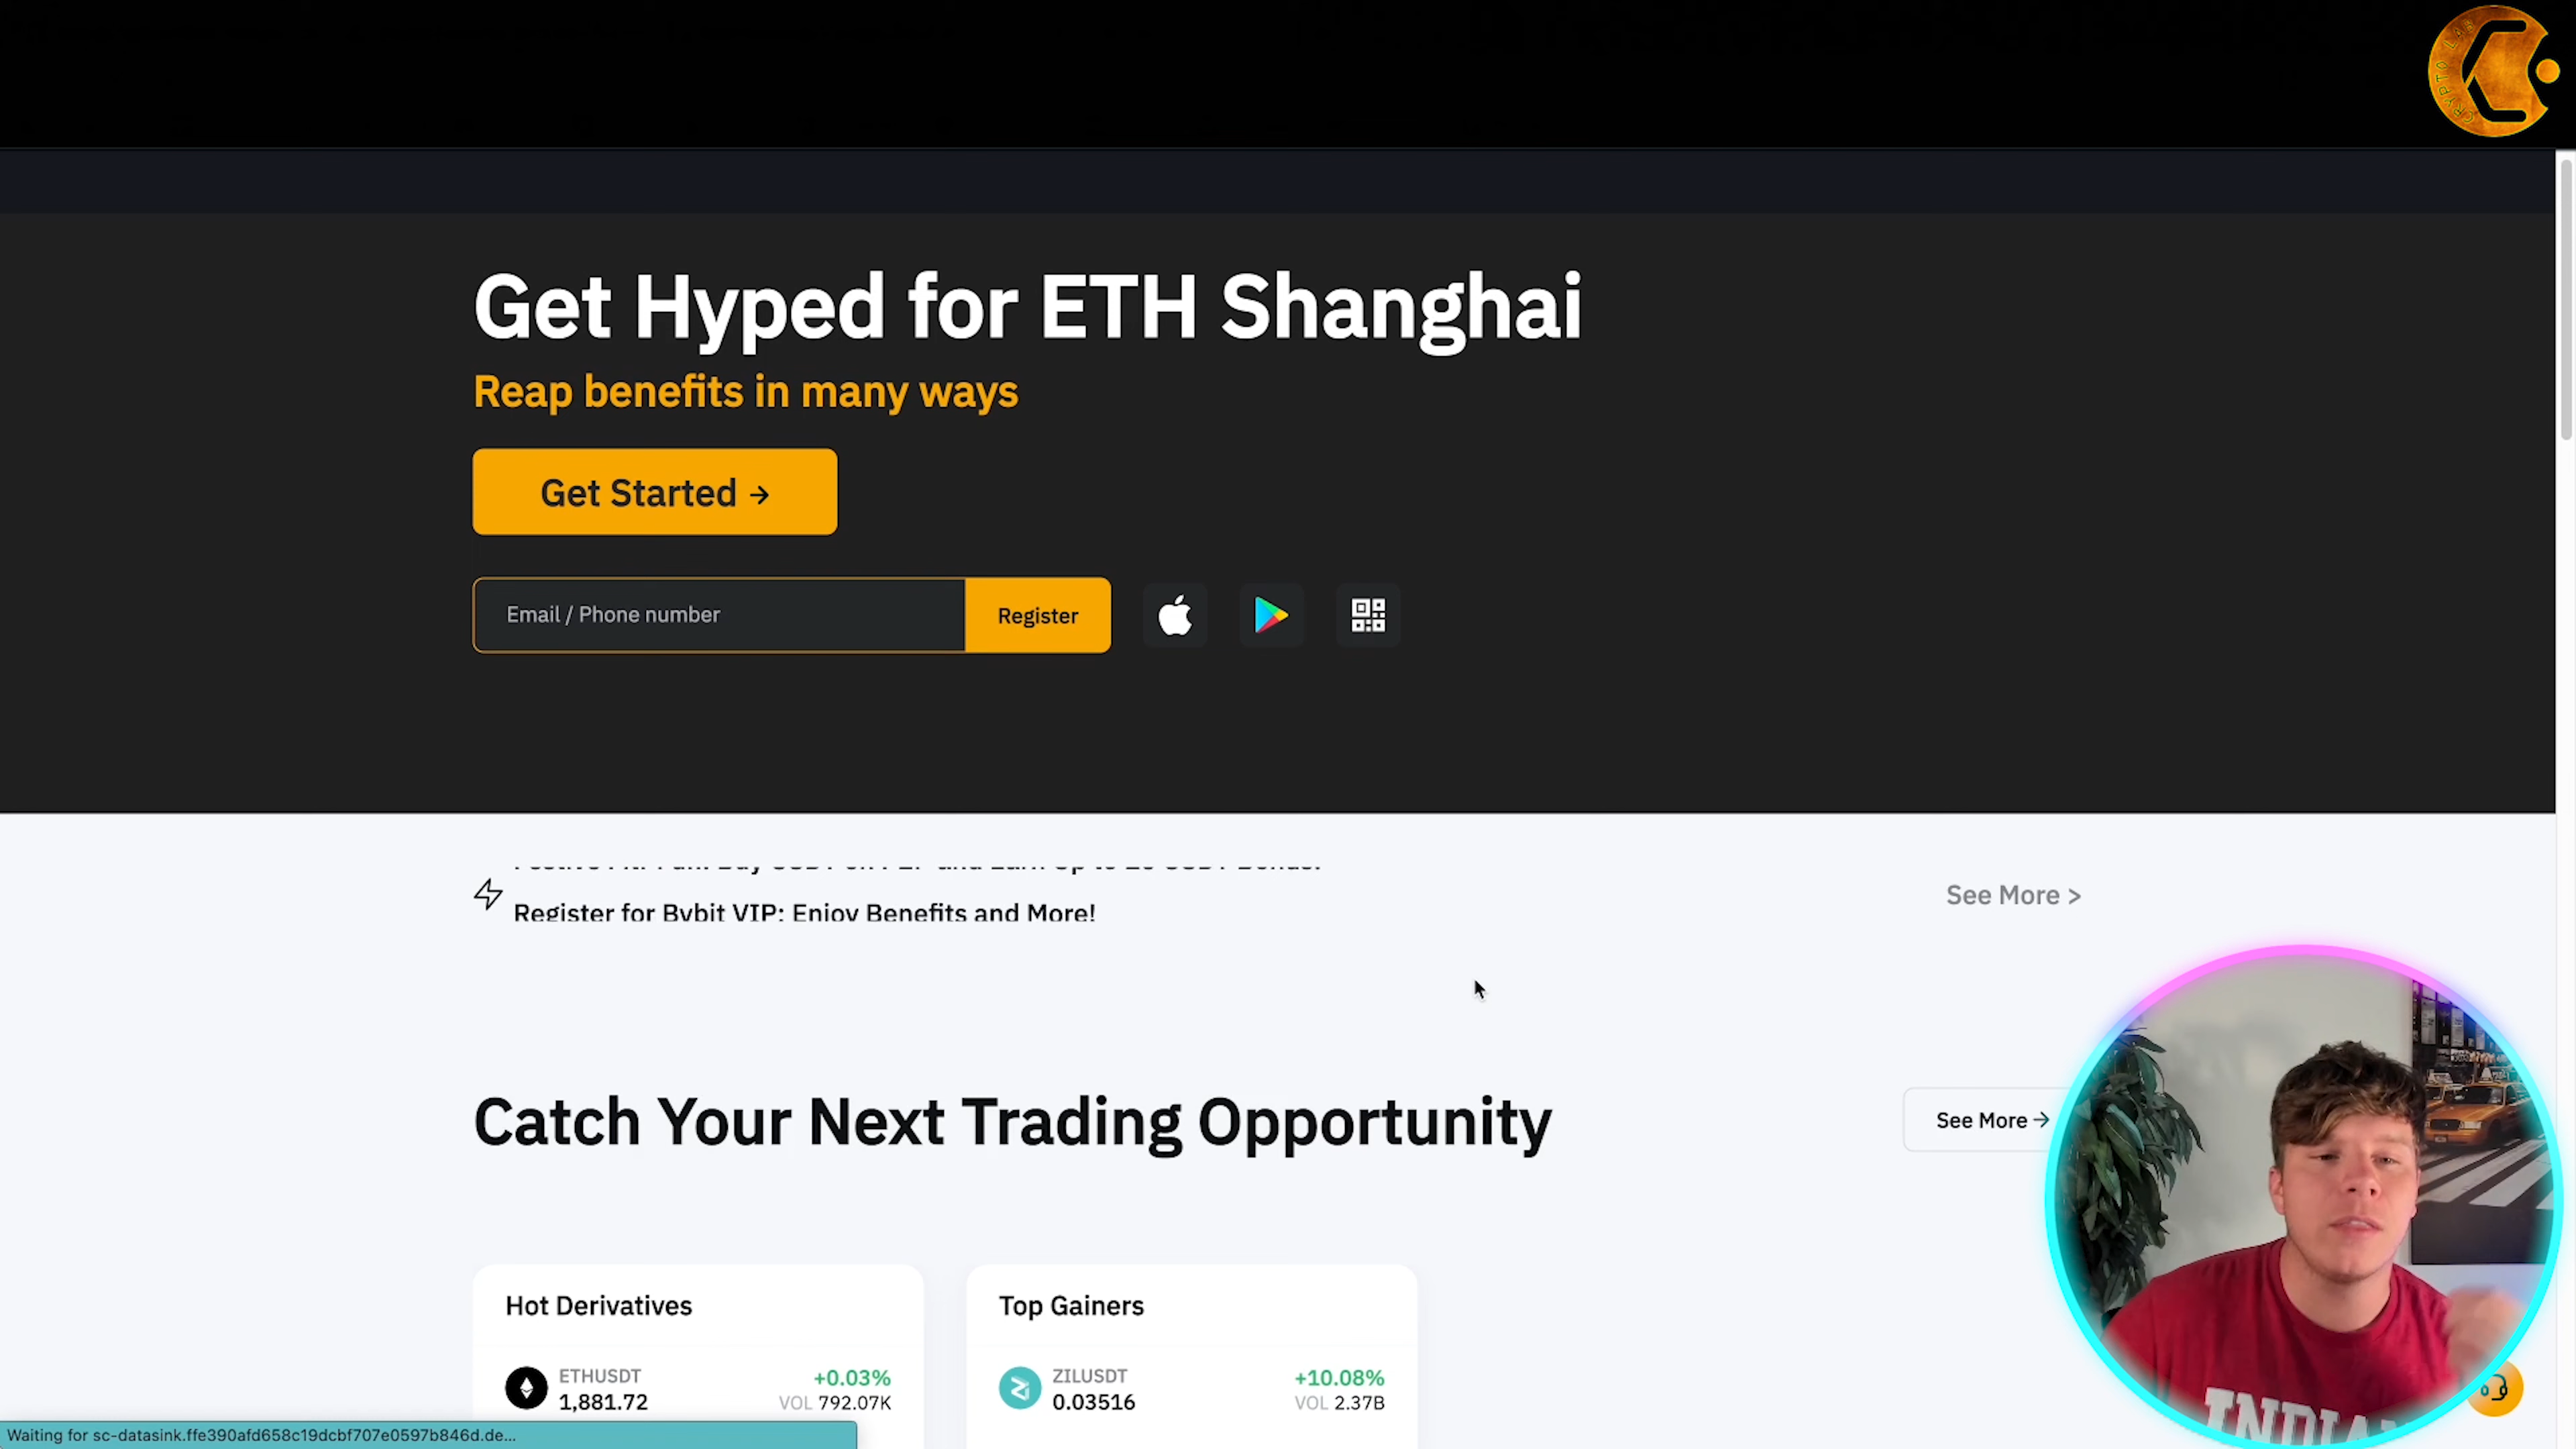 CRYPTO LAB
Get Hyped for ETH Shanghai
Reap benefits in many ways
Get Started →
Email / Phone number
Register
Register for Bybit VIP: Enjoy Benefits and More!
See More >
Catch Your Next Trading Opportunity
See More →
Hot Derivatives
ETHUSDT
+0.03%
1,881.72
VOL 792.07K
Top Gainers
ZILUSDT
+10.08%
0.03516
VOL 2.37B
Waiting for sc-datasink.ffe390afd658c19dcbf707e0597b846d.de...